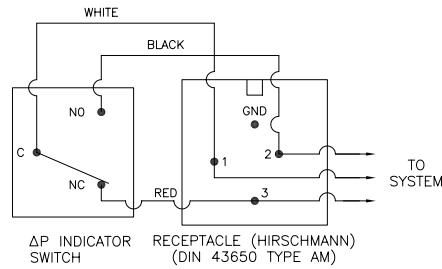 WHITE
BLACK
NO
GND
C
1
2
NC
RED
3
TO
SYSTEM
ΔP INDICATOR
SWITCH
RECEPTACLE (HIRSCHMANN)
(DIN 43650 TYPE AM)